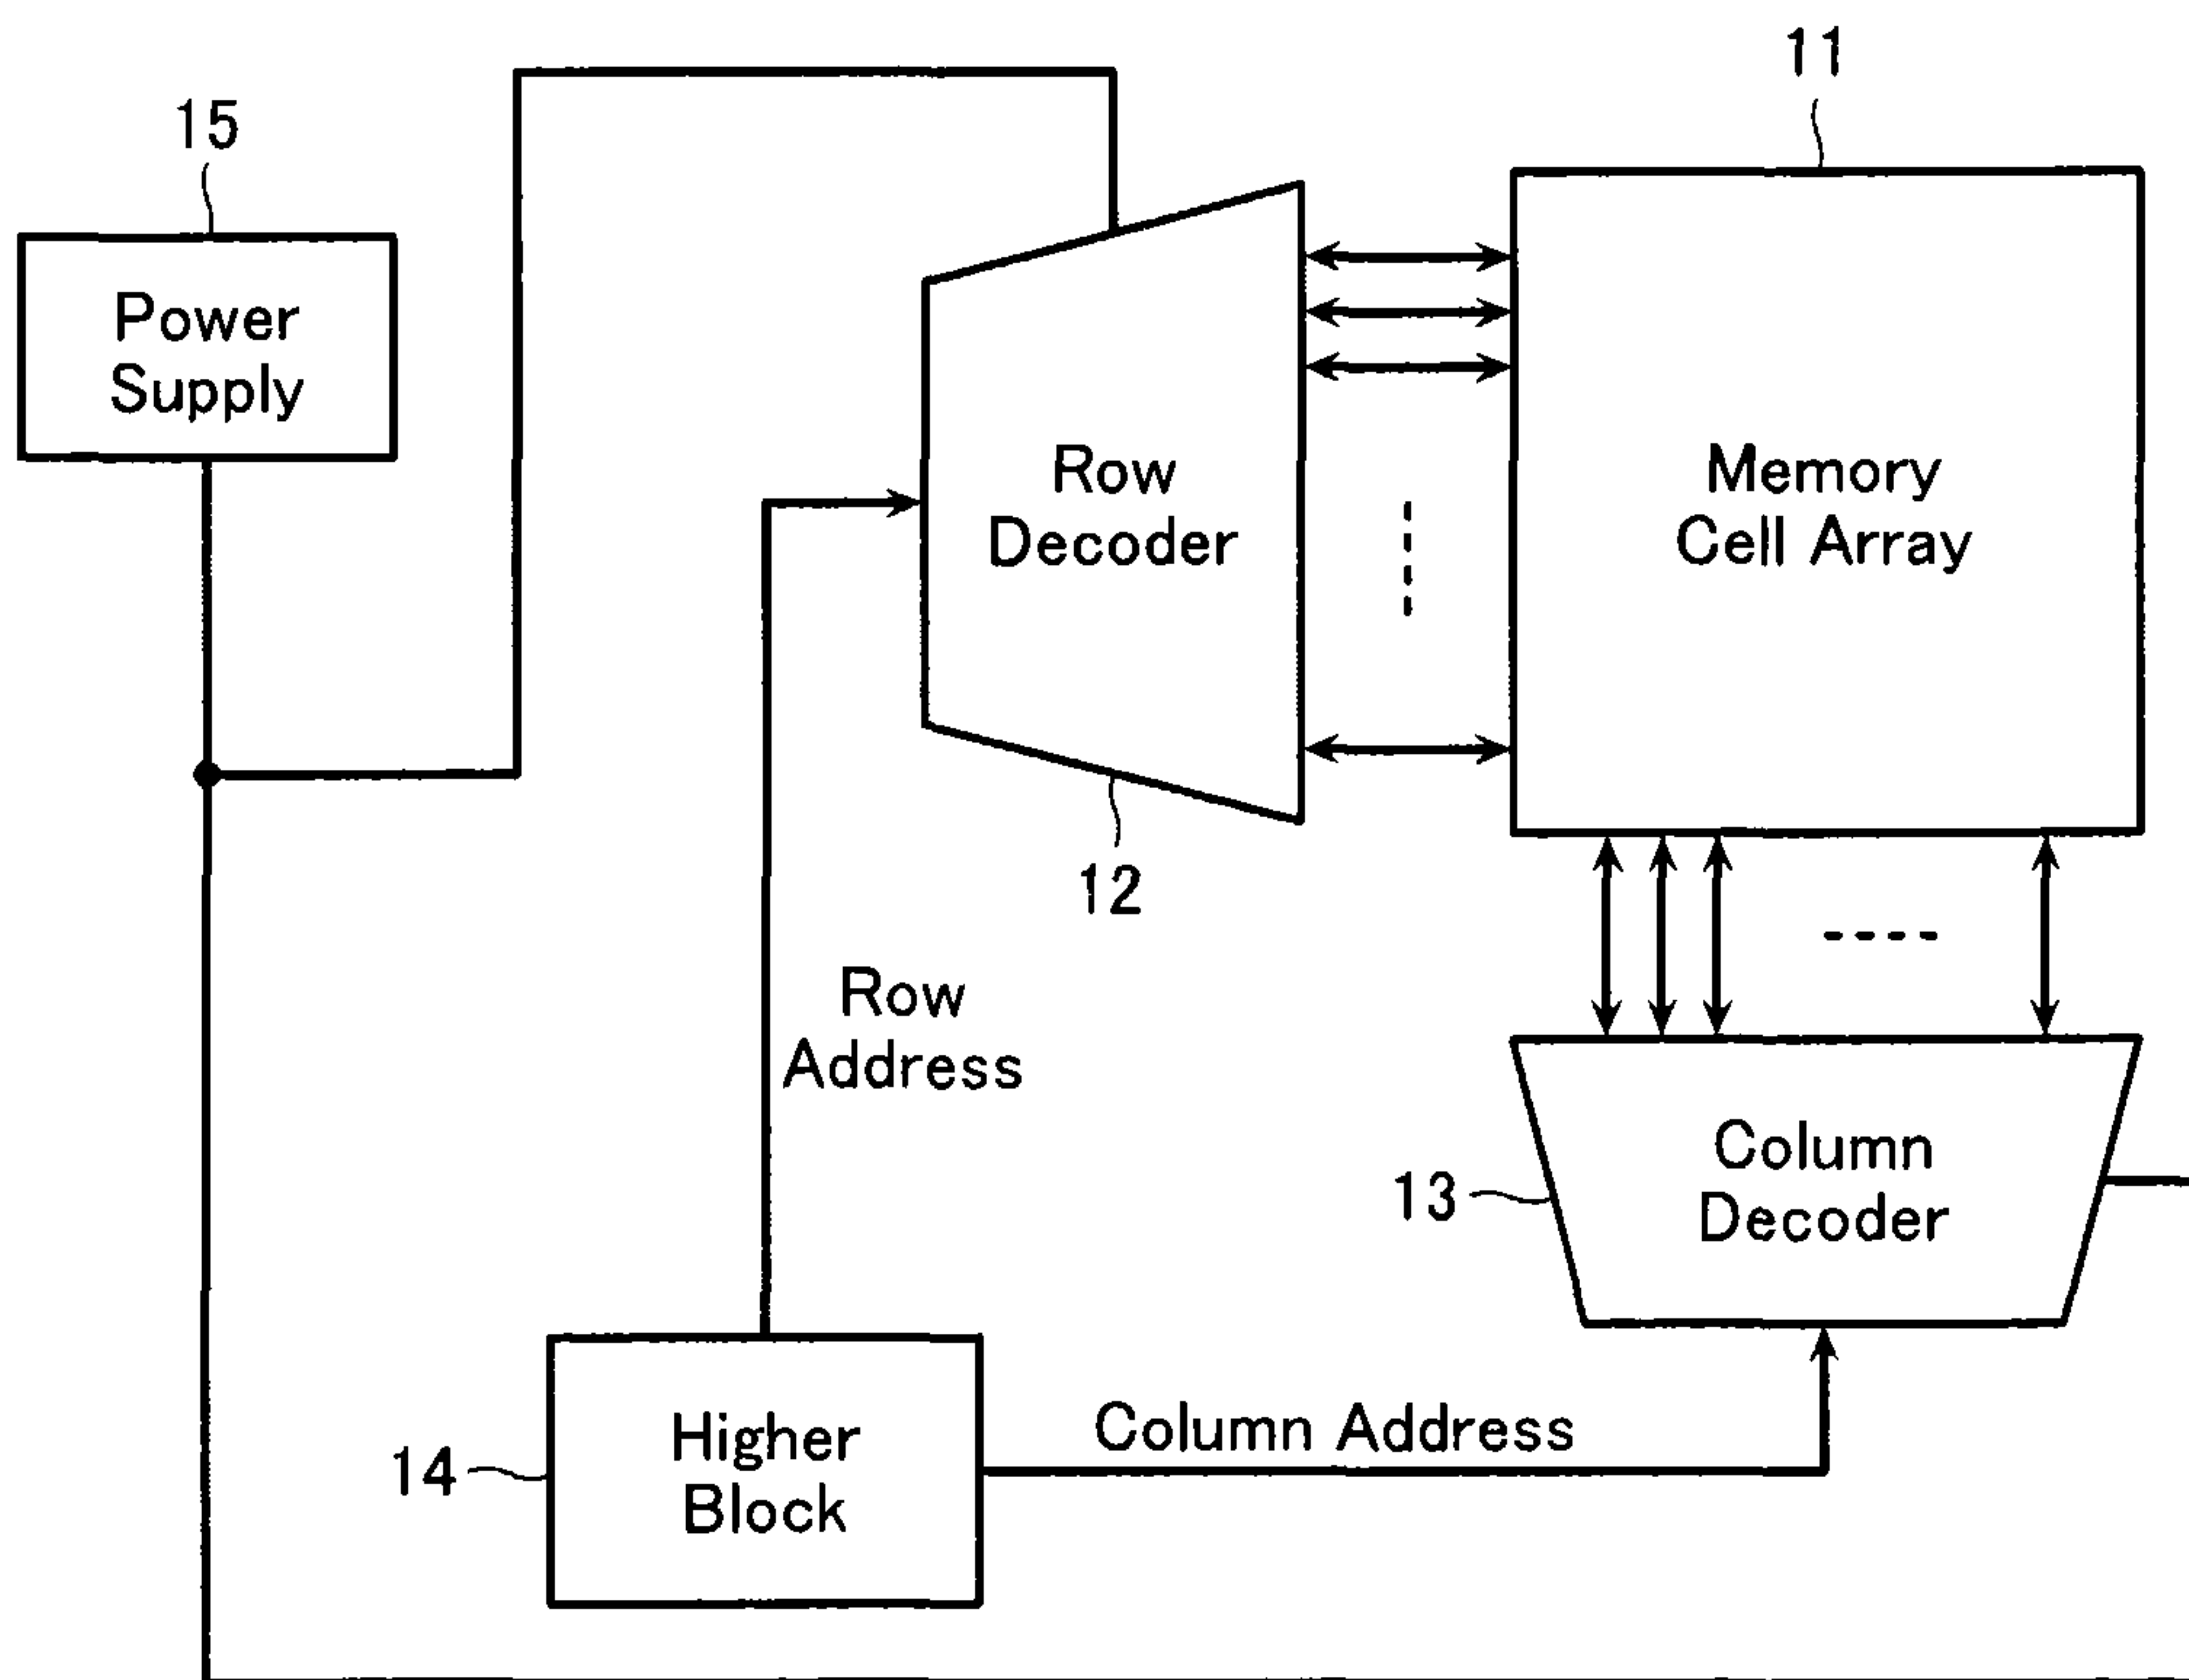 11
15
Power
Supply
Row
Decoder
Memory
Cell Array
12
Row
Address
Column
Decoder
13
Higher
Block
14
Column Address